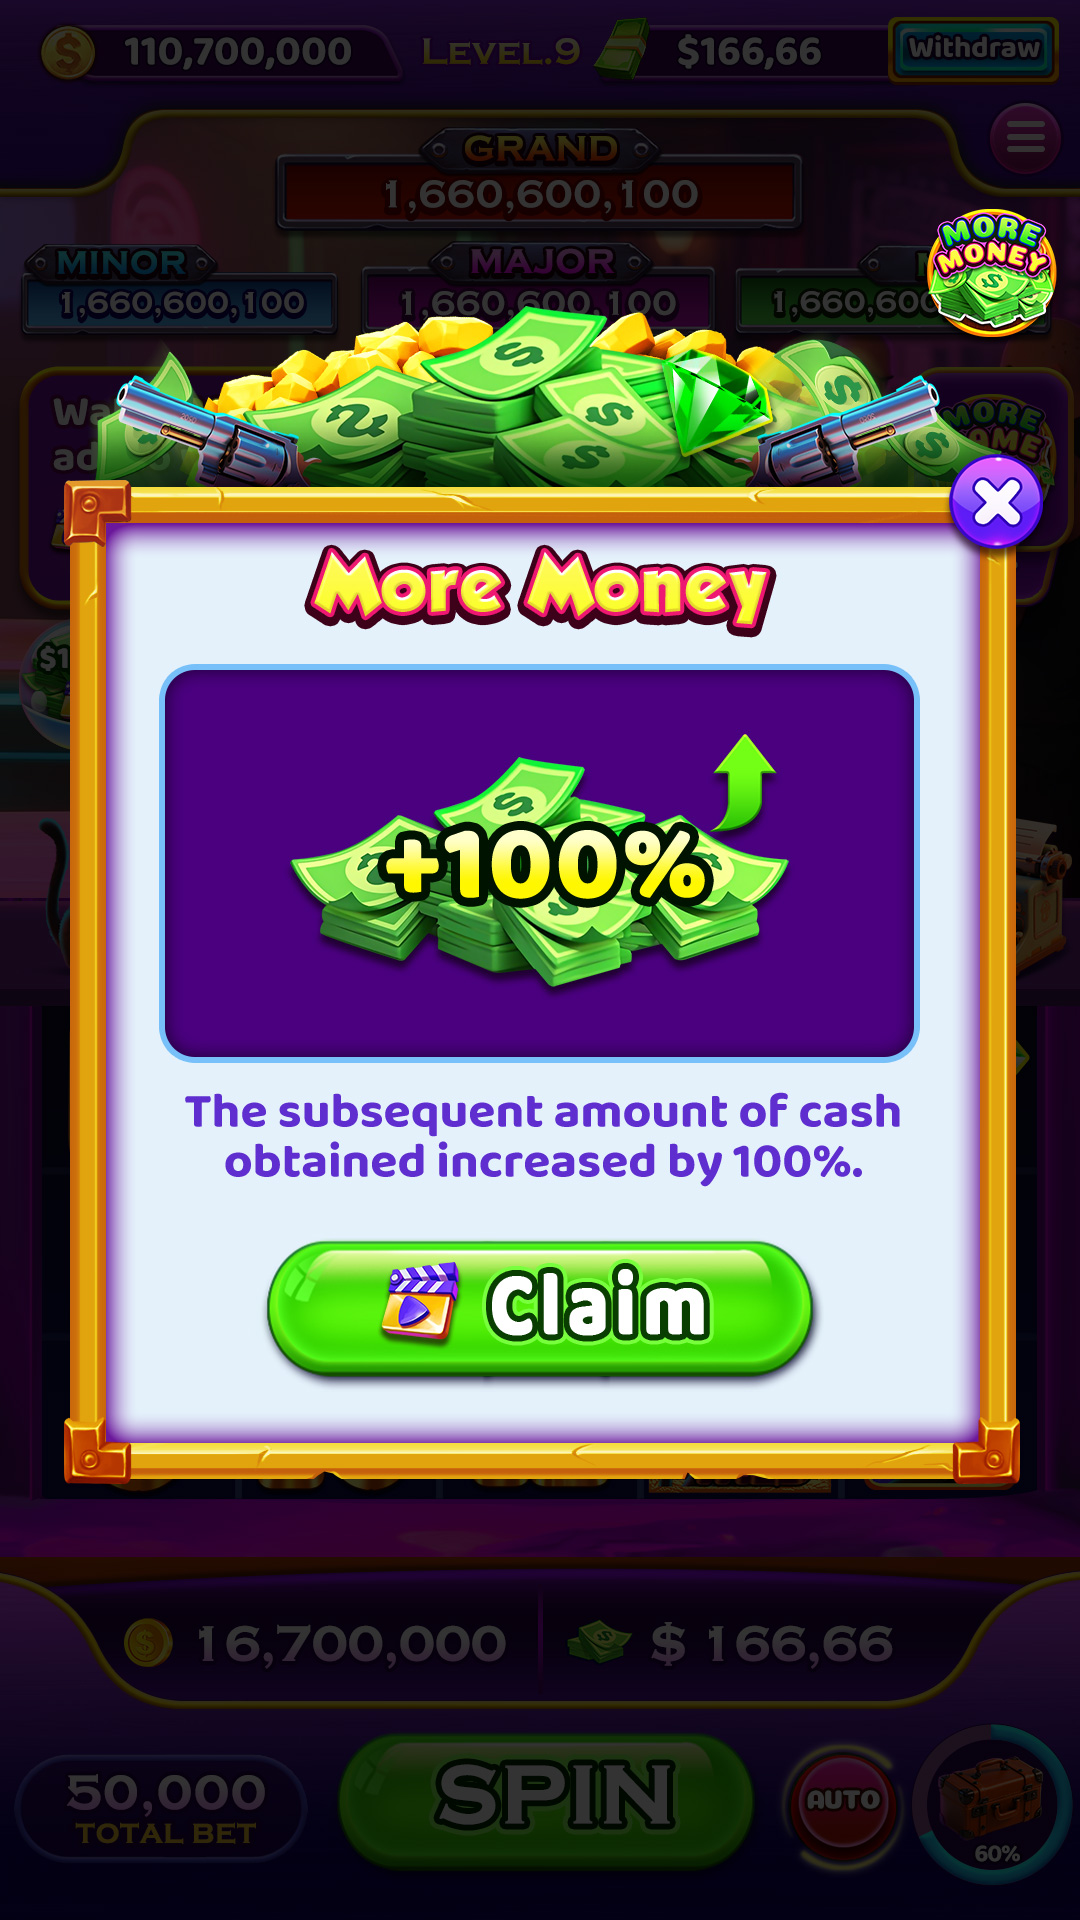 110,700,000
LEVEL.9
$166,66
Withdraw
GRAND
1,660,600,100
MORE
MONEY
MINOR
MAJOR
1,660,600,100
1,660,600,100
MORE
More Money
+100%
The subsequent amount of cash
obtained increased by 100%.
Claim
16,700,000
$ 166,66
50,000
TOTAL BET
SPIN
AUTO
60%